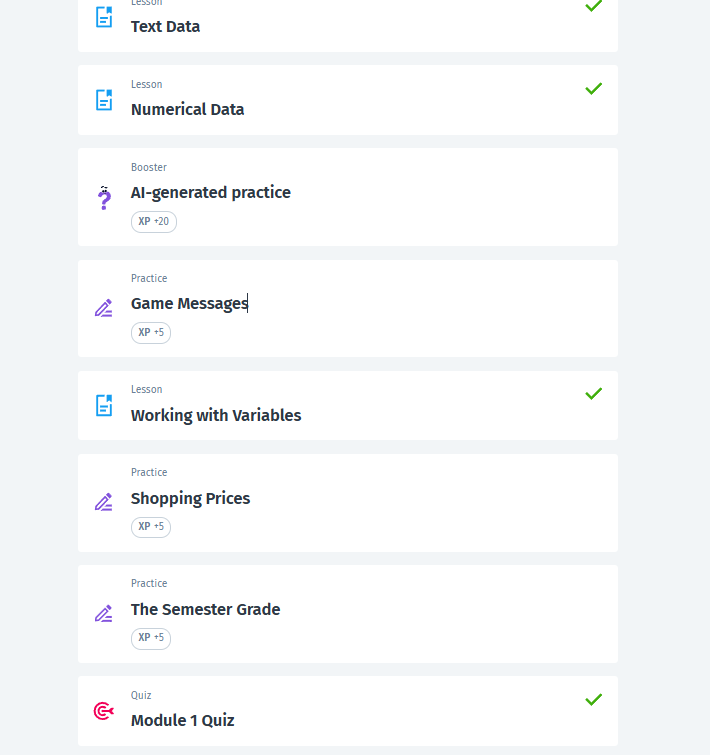 Lesson
Text Data
Lesson
Numerical Data
Booster
AI-generated practice
XP +20
Practice
Game Messages
XP +5
Lesson
Working with Variables
Practice
Shopping Prices
XP +5
Practice
The Semester Grade
XP +5
Quiz
Module 1 Quiz